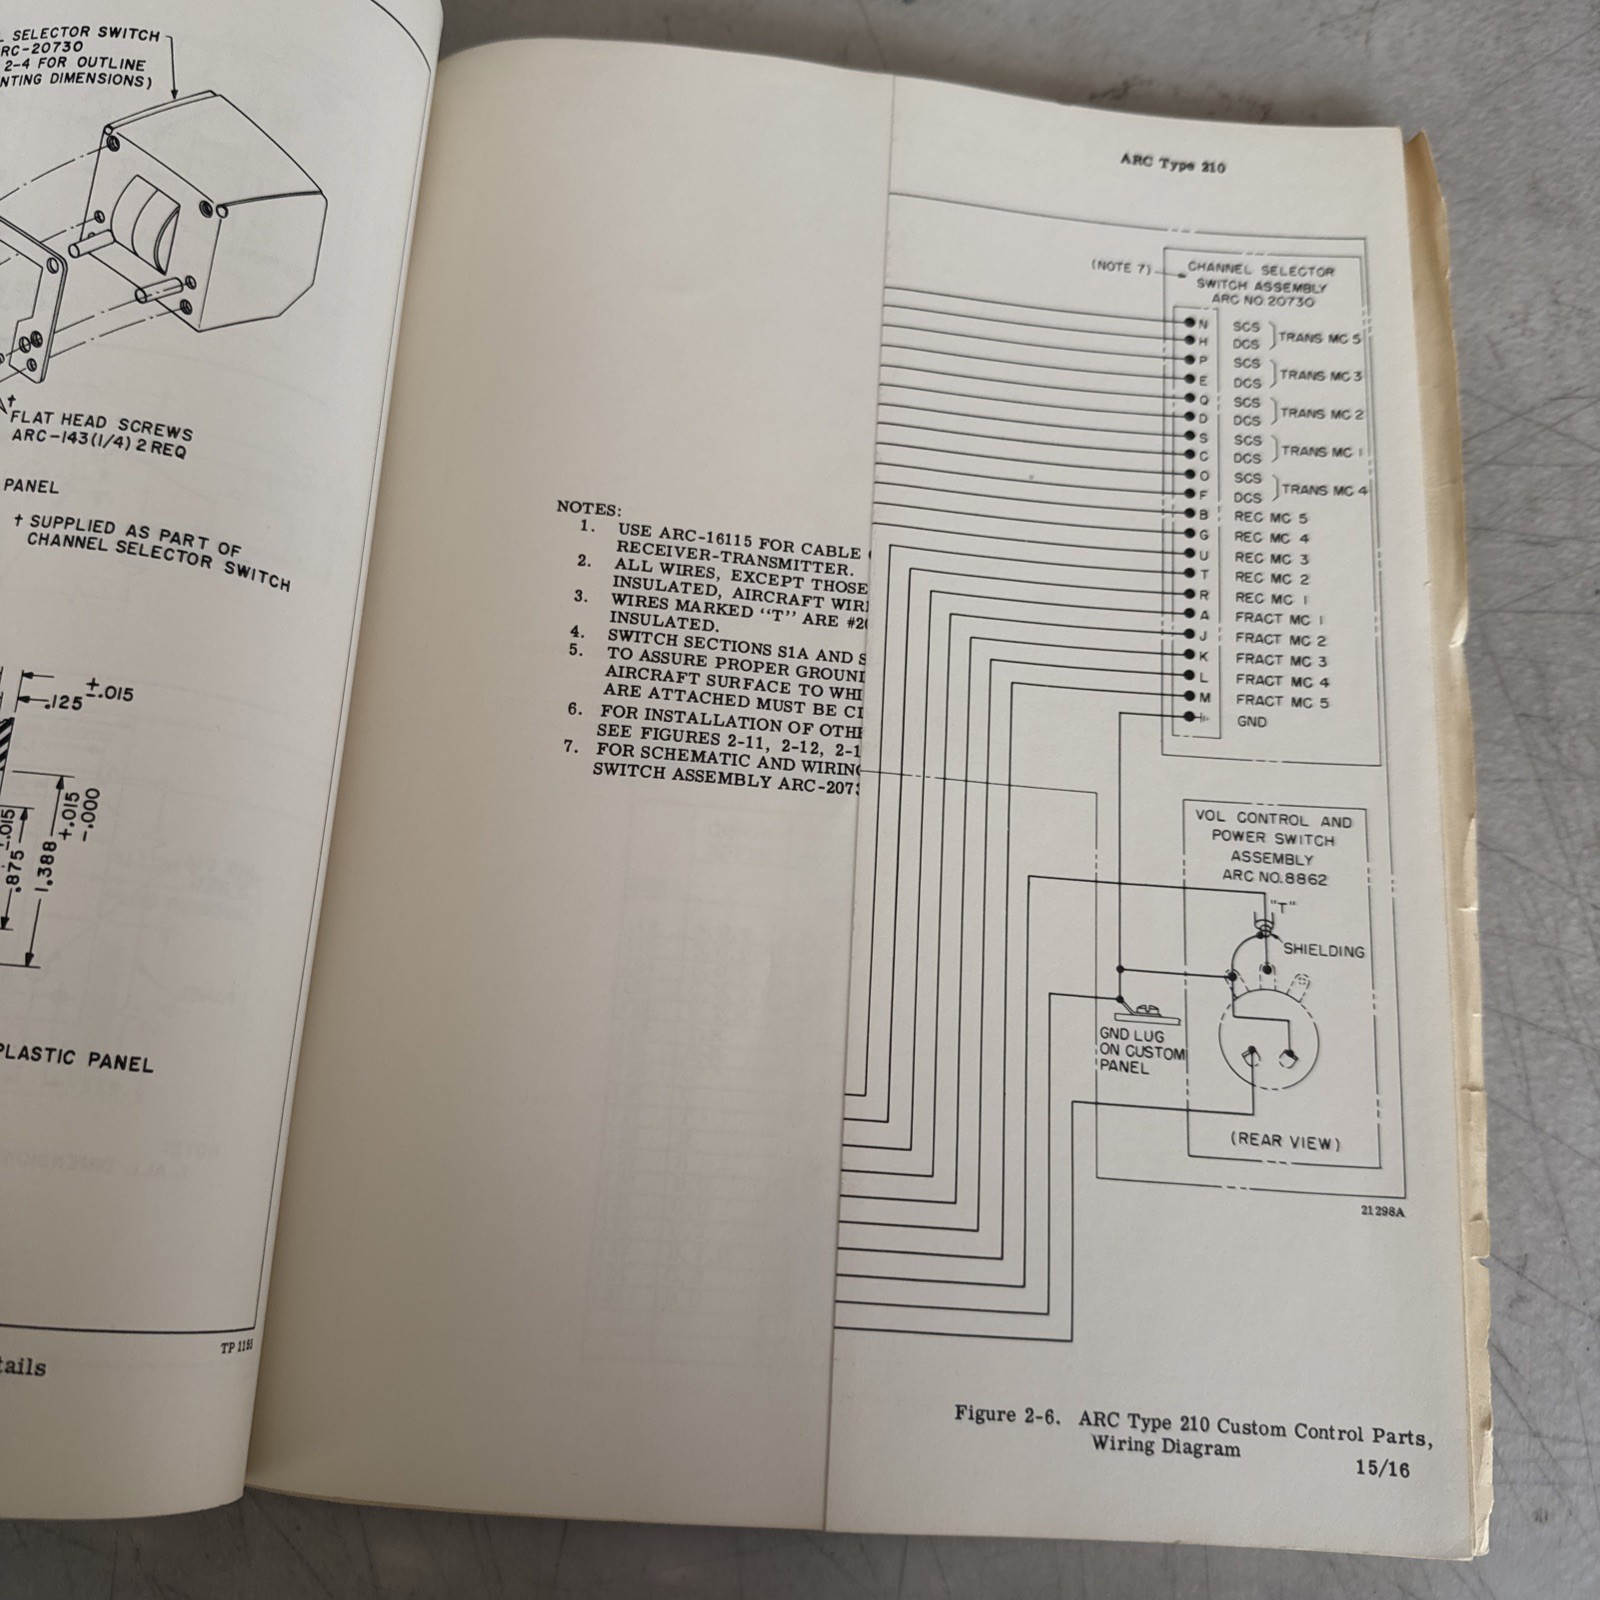 SELECTOR SWITCH
RC-20730
2-4 FOR OUTLINE
NTING DIMENSIONS)
†
FLAT HEAD SCREWS
ARC-143(1/4) 2 REQ
PANEL
† SUPPLIED AS PART OF
CHANNEL SELECTOR SWITCH
±.015
.125
+.015
-.000
1.388
.875
PLASTIC PANEL
TP 1155
tails
NOTES:
1. USE ARC-16115 FOR CABLE
RECEIVER-TRANSMITTER.
2. ALL WIRES, EXCEPT THOSE
INSULATED, AIRCRAFT WIR
3. WIRES MARKED "T" ARE #20
INSULATED.
4. SWITCH SECTIONS S1A AND S
5. TO ASSURE PROPER GROUND
AIRCRAFT SURFACE TO WHI
ARE ATTACHED MUST BE CL
6. FOR INSTALLATION OF OTHE
SEE FIGURES 2-11, 2-12, 2-1
7. FOR SCHEMATIC AND WIRING
SWITCH ASSEMBLY ARC-2073
ARC Type 210
(NOTE 7)
CHANNEL SELECTOR
SWITCH ASSEMBLY
ARC NO 20730
N SCS
H DCS
TRANS MC 5
P SCS
E DCS
TRANS MC 3
Q SCS
D DCS
TRANS MC 2
S SCS
C DCS
TRANS MC 1
O SCS
F DCS
TRANS MC 4
B REC MC 5
G REC MC 4
U REC MC 3
T REC MC 2
R REC MC 1
A FRACT MC 1
J FRACT MC 2
K FRACT MC 3
L FRACT MC 4
M FRACT MC 5
GND
VOL CONTROL AND
POWER SWITCH
ASSEMBLY
ARC NO.8862
"T"
SHIELDING
GND LUG
ON CUSTOM
PANEL
(REAR VIEW)
21298A
Figure 2-6. ARC Type 210 Custom Control Parts,
Wiring Diagram
15/16